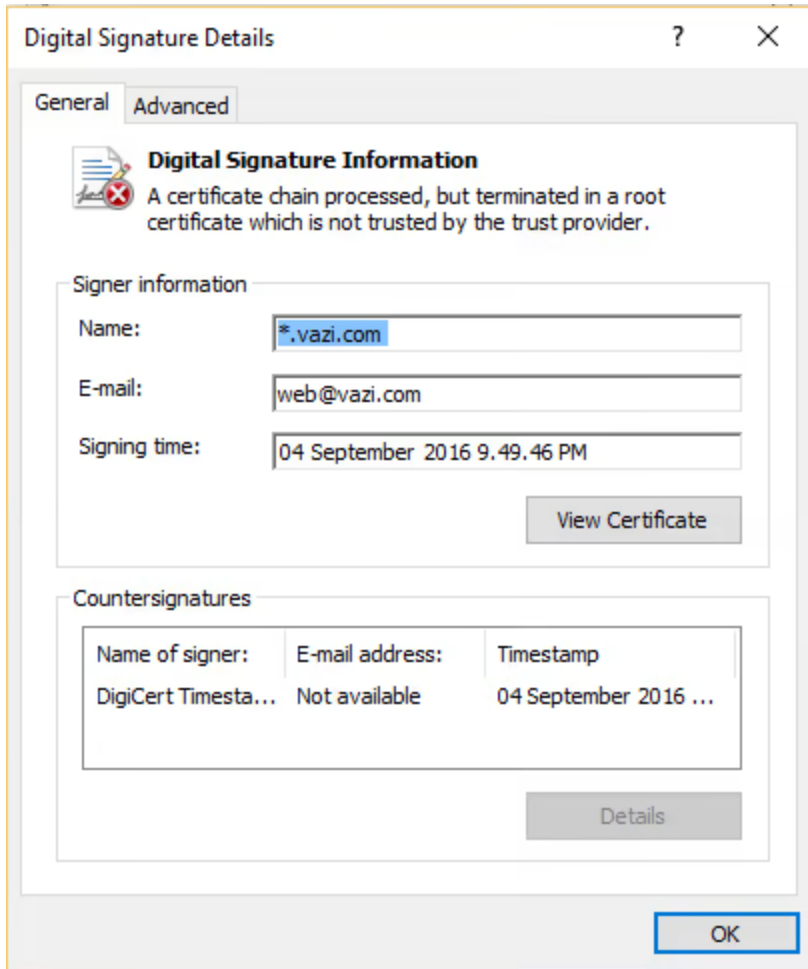 Digital Signature Details
General
Advanced
Digital Signature Information
A certificate chain processed, but terminated in a root
certificate which is not trusted by the trust provider.
Signer information
Name:
*.vazi.com
E-mail:
web@vazi.com
Signing time:
04 September 2016 9.49.46 PM
View Certificate
Countersignatures
Name of signer:
E-mail address:
Timestamp
DigiCert Timesta...
Not available
04 September 2016 ...
Details
OK